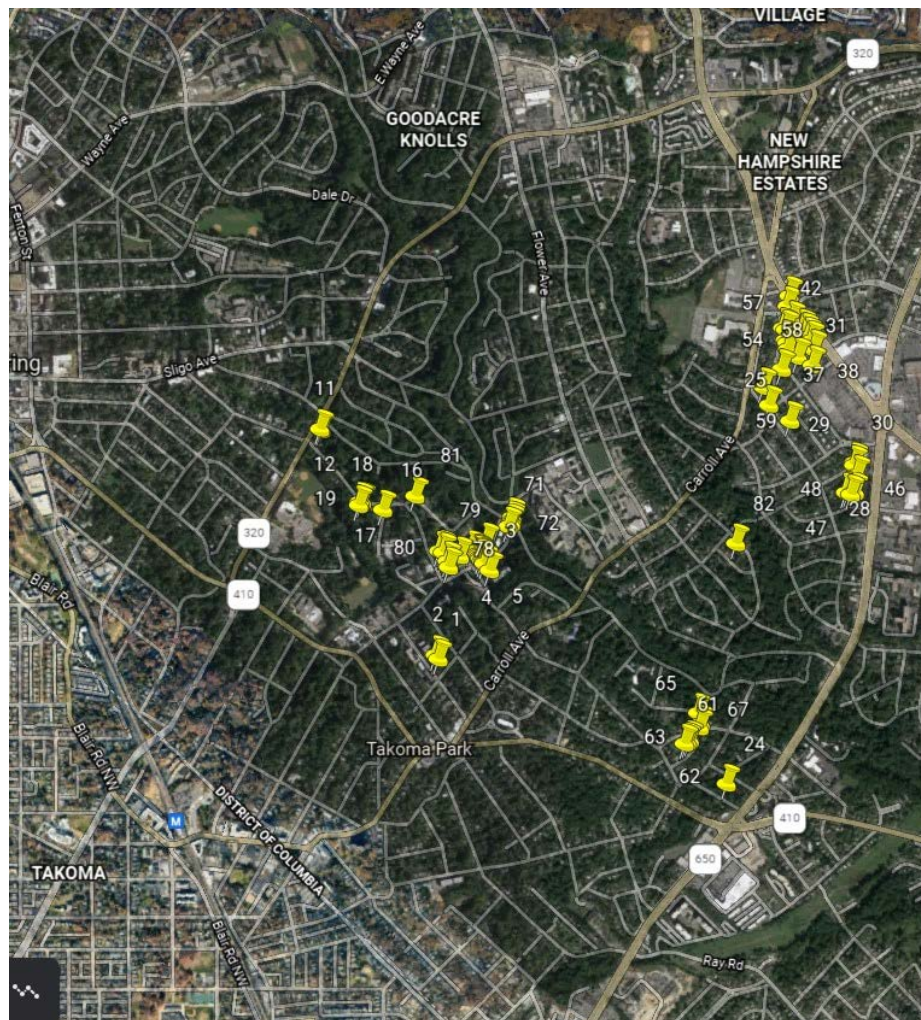 VILLAGE
320
E Wayne Ave
GOODACRE
KNOLLS
Wayne Ave
NEW
HAMPSHIRE
ESTATES
Dale Dr
Fenton St
Flower Ave
42
57
58
31
54
ring
Sligo Ave
38
37
25
11
59
29
30
81
18
16
12
71
19
48
46
28
82
79
3
72
17
47
320
80
78
410
4
5
Blair Rd
2
1
Carroll Ave
Carroll Ave
65
61
67
63
24
Takoma Park
62
Blair Rd NW
DISTRICT OF COLUMBIA
M
410
650
TAKOMA
Blair Rd NW
Ray Rd